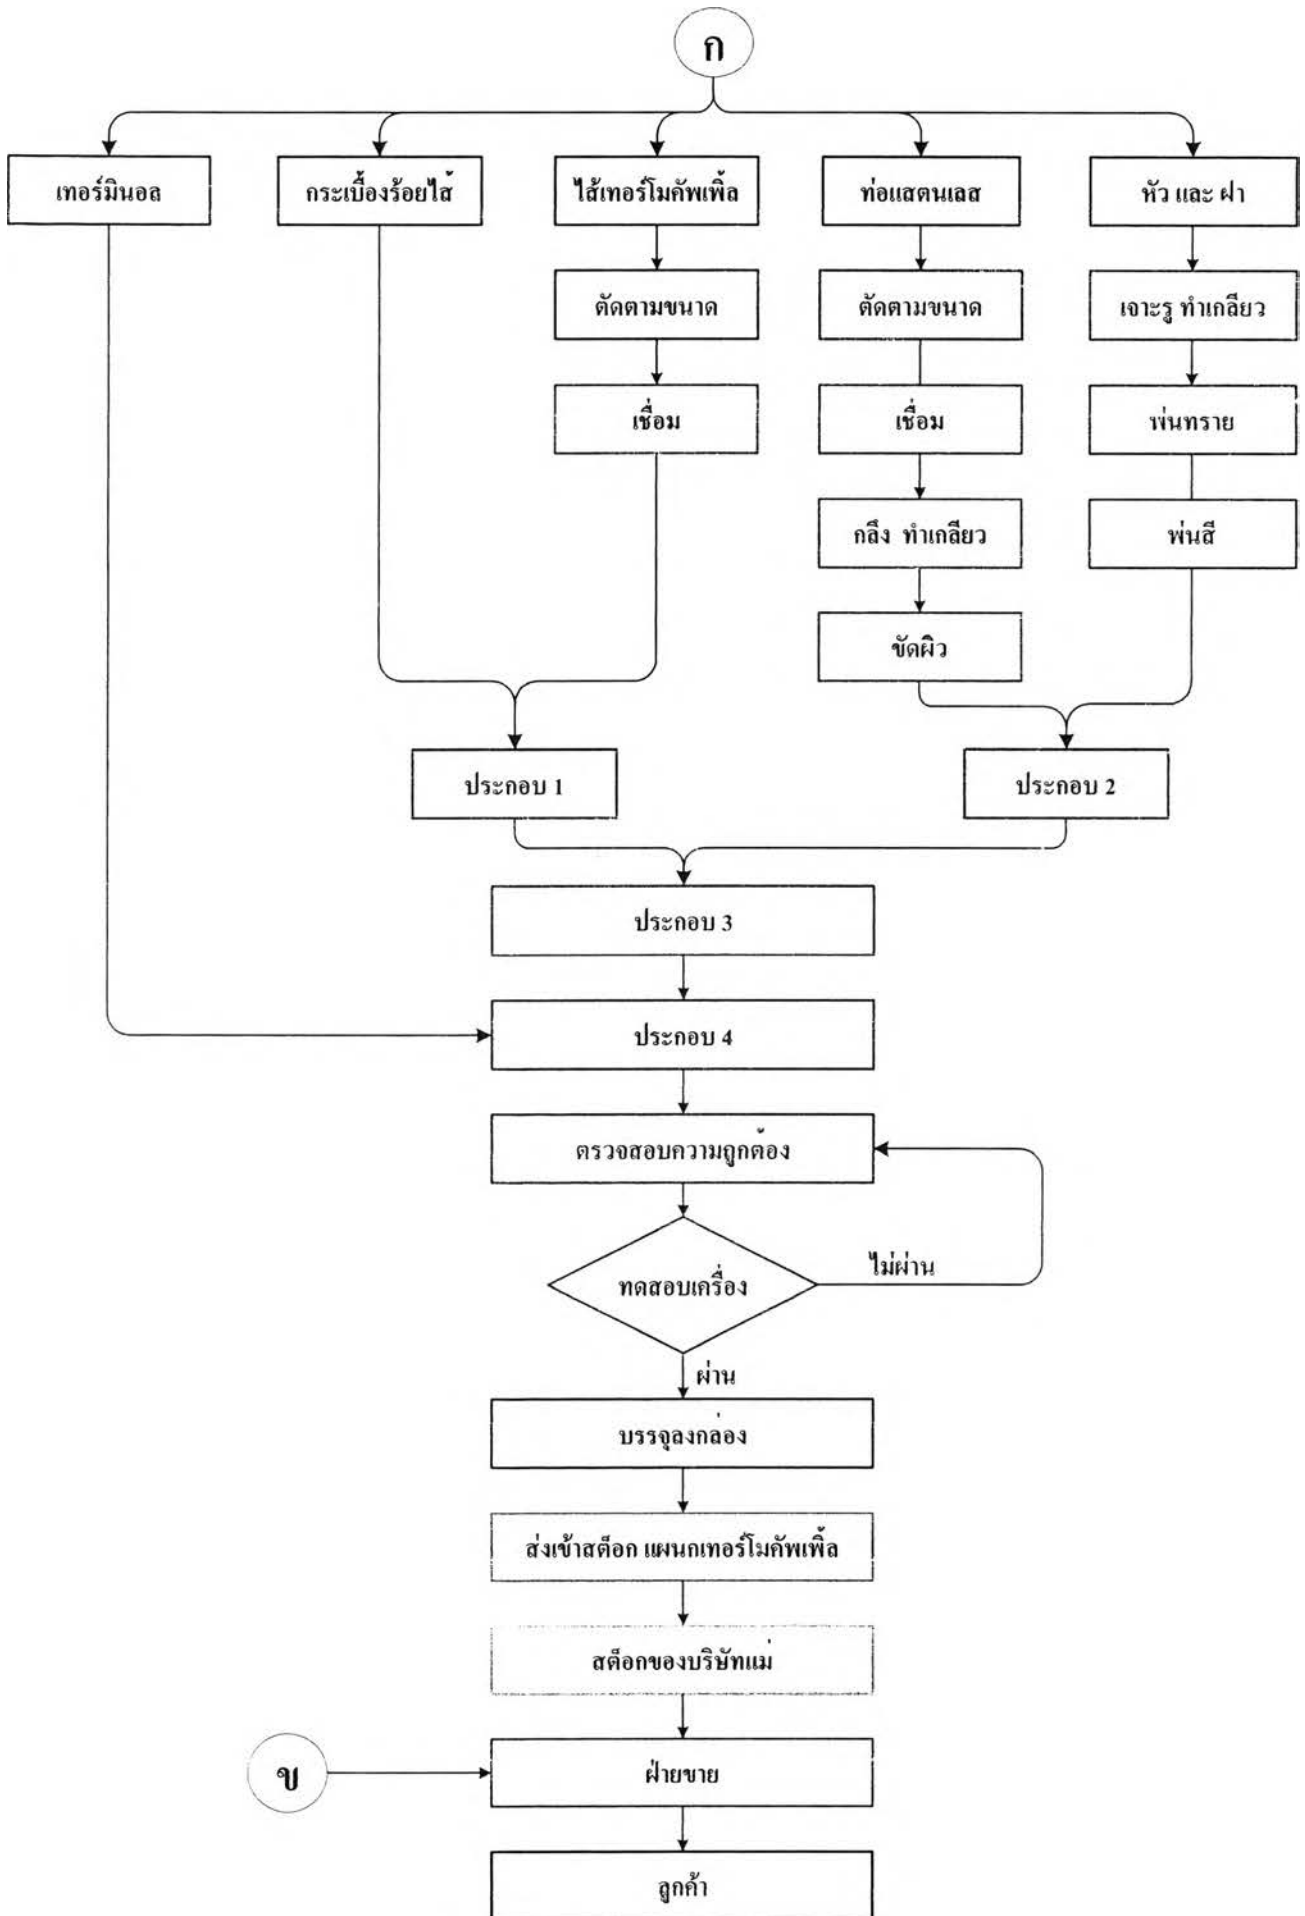 ก
เทอร์มินอล
กระเบื้องร้อยไส้
ไส้เทอร์โมคัพเพิ้ล
ท่อแสตนเลส
หัว และ ฝา
ตัดตามขนาด
ตัดตามขนาด
เจาะรู ทำเกลียว
เชื่อม
เชื่อม
พ่นทราย
กลึง ทำเกลียว
พ่นสี
ขัดผิว
ประกอบ 1
ประกอบ 2
ประกอบ 3
ประกอบ 4
ตรวจสอบความถูกต้อง
ทดสอบเครื่อง
ไม่ผ่าน
ผ่าน
บรรจุลงกล่อง
ส่งเข้าสต็อก แผนกเทอร์โมคัพเพิ้ล
สต็อกของบริษัทแม่
ข
ฝ่ายขาย
ลูกค้า